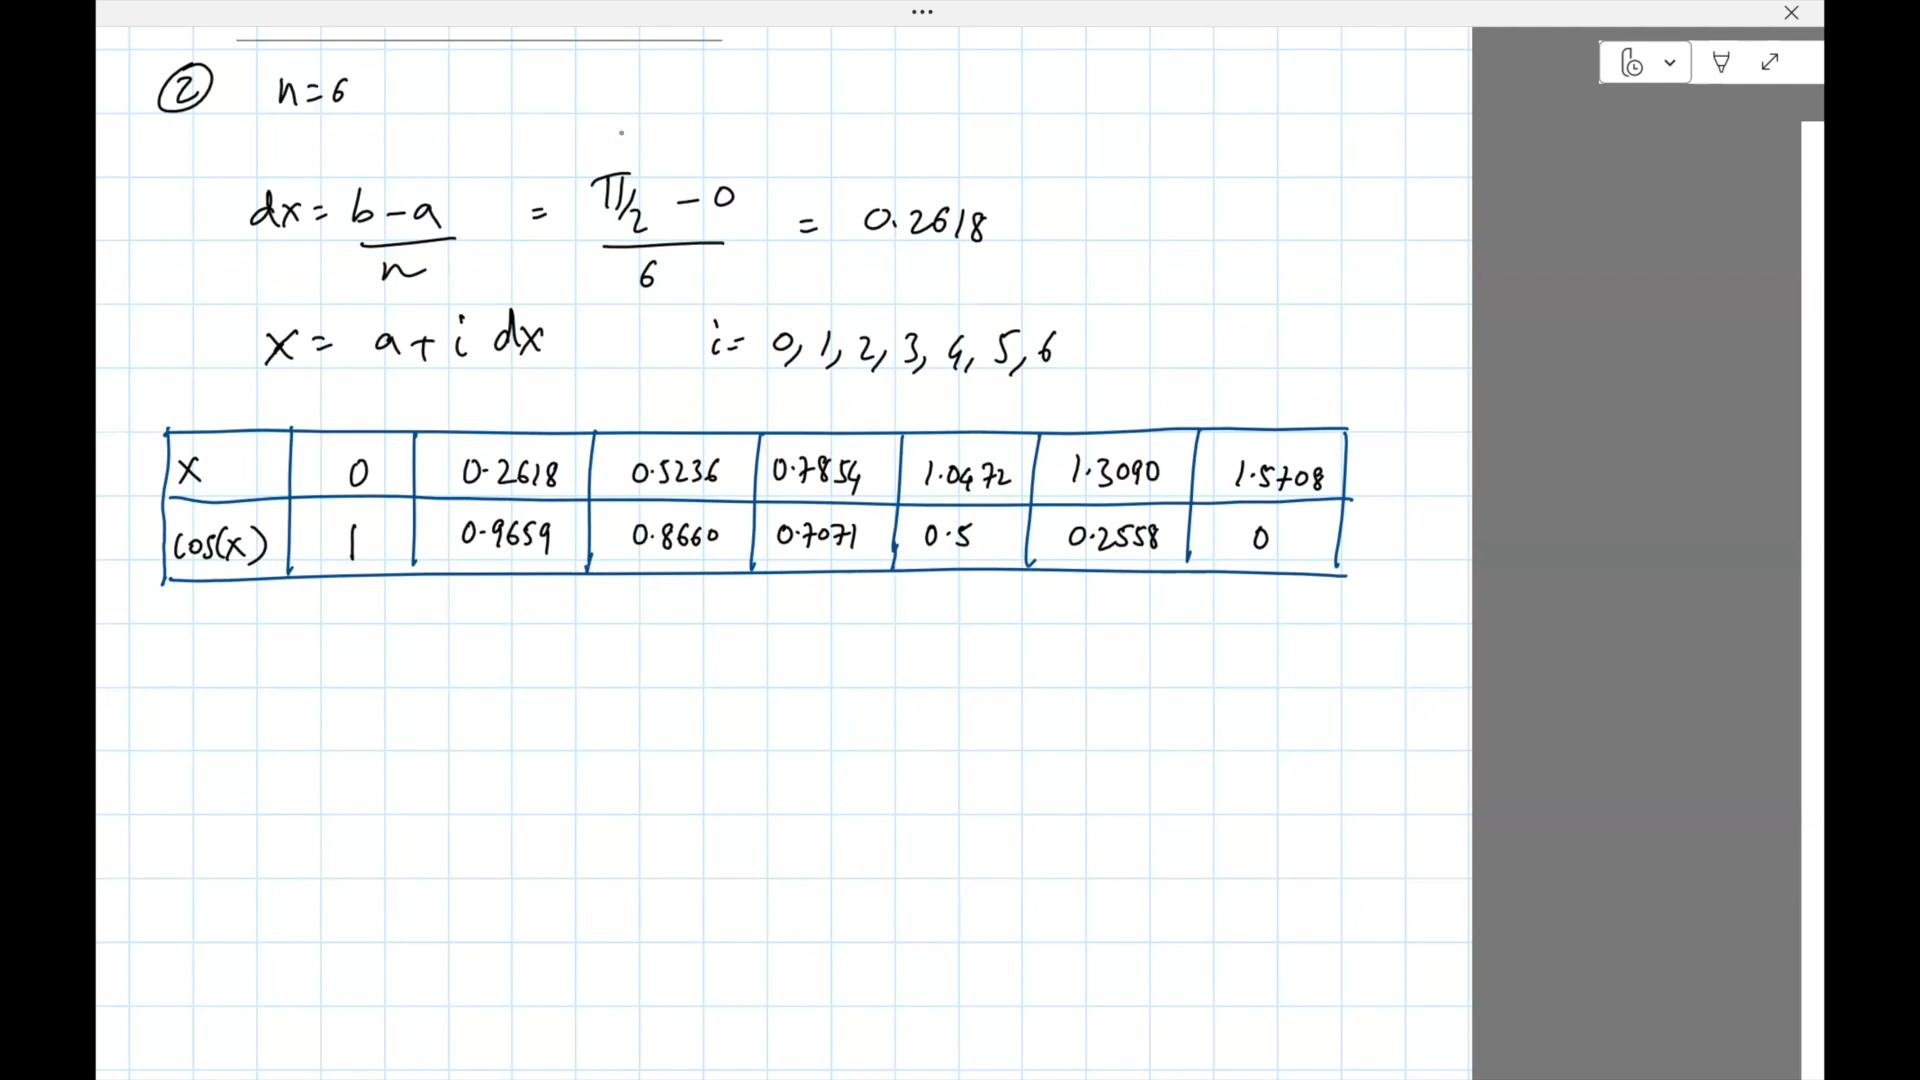 ② n=6
dx = b-a / n = π/2 - 0 / 6 = 0.2618
x = a + i dx i = 0, 1, 2, 3, 4, 5, 6
x 0 0.2618 0.5236 0.7854 1.0472 1.3090 1.5708
cos(x) 1 0.9659 0.8660 0.7071 0.5 0.2558 0